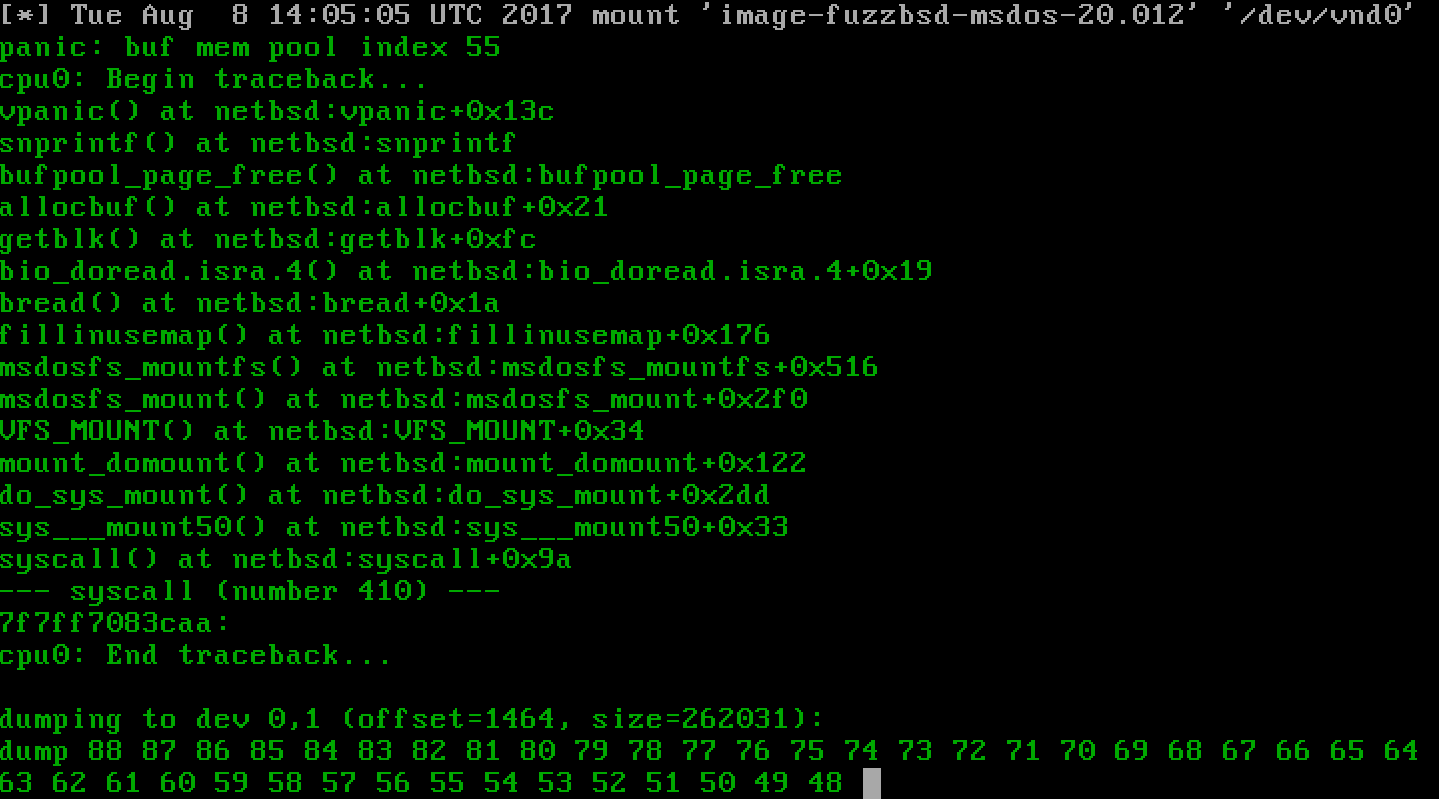 [*] Tue Aug  8 14:05:05 UTC 2017 mount 'image-fuzzbsd-msdos-20.012' '/dev/vnd0'
panic: buf mem pool index 55
cpu0: Begin traceback...
vpanic() at netbsd:vpanic+0x13c
snprintf() at netbsd:snprintf
bufpool_page_free() at netbsd:bufpool_page_free
allocbuf() at netbsd:allocbuf+0x21
getblk() at netbsd:getblk+0xfc
bio_doread.isra.4() at netbsd:bio_doread.isra.4+0x19
bread() at netbsd:bread+0x1a
fillinusemap() at netbsd:fillinusemap+0x176
msdosfs_mountfs() at netbsd:msdosfs_mountfs+0x516
msdosfs_mount() at netbsd:msdosfs_mount+0x2f0
VFS_MOUNT() at netbsd:VFS_MOUNT+0x34
mount_domount() at netbsd:mount_domount+0x122
do_sys_mount() at netbsd:do_sys_mount+0x2dd
sys___mount50() at netbsd:sys___mount50+0x33
syscall() at netbsd:syscall+0x9a
--- syscall (number 410) ---
7f7ff7083caa:
cpu0: End traceback...
dumping to dev 0,1 (offset=1464, size=262031):
dump 88 87 86 85 84 83 82 81 80 79 78 77 76 75 74 73 72 71 70 69 68 67 66 65 64
63 62 61 60 59 58 57 56 55 54 53 52 51 50 49 48